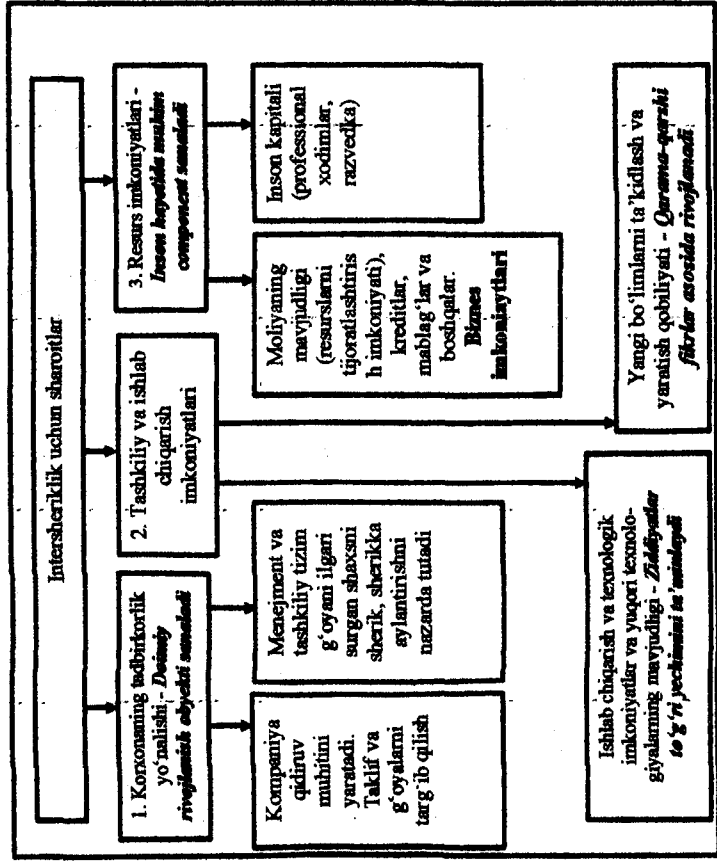 Intersheriklik uchun sharoitlar
1. Korxonaning tadbirkorlik
yo‘nalishi - Doimiy
rivojlanish obyekti sanaladi
2. Tashkiliy va ishlab
chiqarish
imkoniyatlari
3. Resurs imkoniyatlari -
Inson hayotida muhim
component sanaladi
Kompaniya
qidiruv
muhitini
yaratadi.
Taklif va
g‘oyalarni
targ‘ib qilish
Menejment va
tashkiliy tizim
g‘oyani ilgari
surgan shaxsni
sherik, sherikka
aylantirishni
nazarda tutadi
Moliyaning
mavjudligi
(resurslarni
tijoratlashtiris
h imkoniyati),
kreditlar,
mablag‘lar va
boshqalar.
Biznes
imkoniaytlari
Inson kapitali
(professional
xodimlar,
razvedka)
Ishlab chiqarish va texnologik
imkoniyatlar va yuqori texnolo-
giyalarning mavjudligi - Ziddiyatlar
to‘g‘ri yechimini ta’minlaydi
Yangi bo‘limlarni ta’kidlash va
yaratish qobiliyati - Qarama-qarshi
fikrlar asosida rivojlanadi